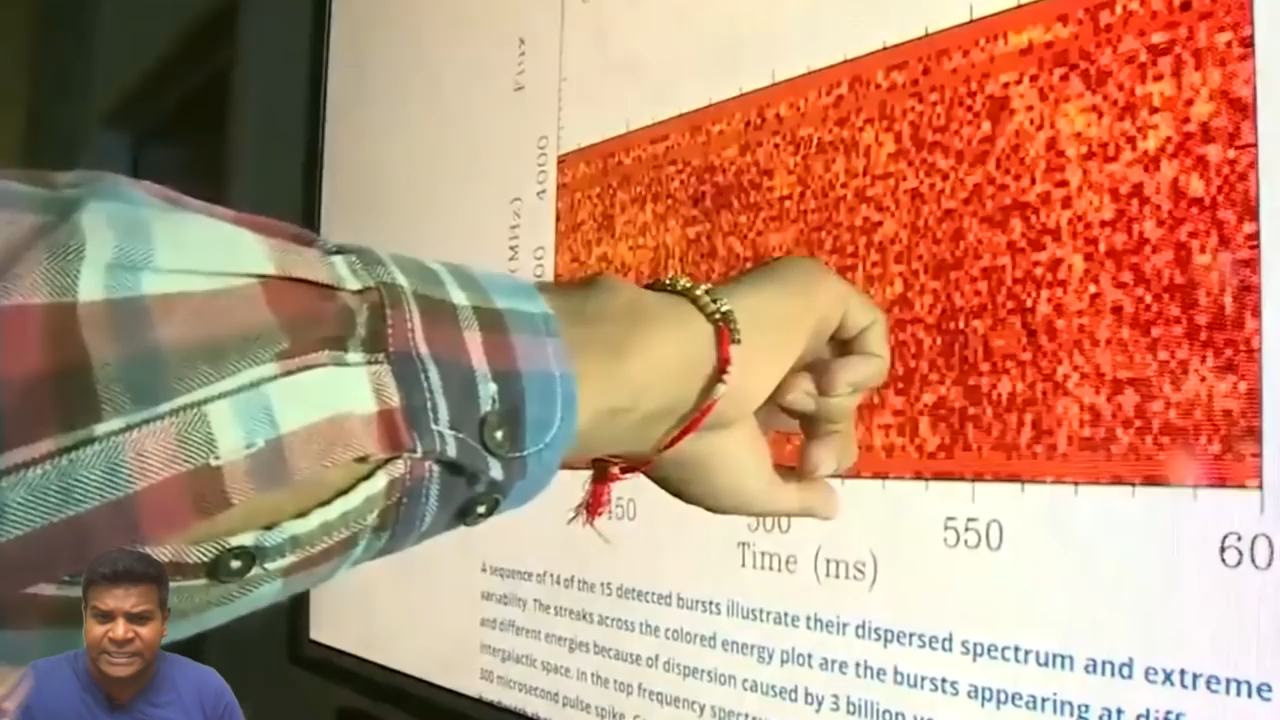 Flux
4000
(MHz)
00
450
500
550
60
Time (ms)
A sequence of 14 of the 15 detected bursts illustrate their dispersed spectrum and extreme
variability. The streaks across the colored energy plot are the bursts appearing at diff
and different energies because of dispersion caused by 3 billion
intergalactic space. In the top frequency
300 microsecond pulse spike.